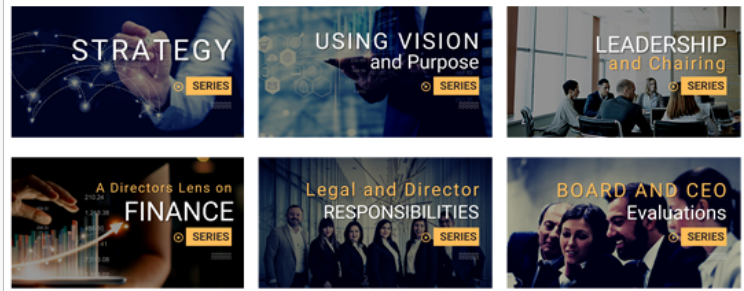 STRATEGY
SERIES
USING VISION
and Purpose
SERIES
LEADERSHIP
and Chairing
SERIES
A Directors Lens on
FINANCE
SERIES
Legal and Director
RESPONSIBILITIES
SERIES
BOARD AND CEO
Evaluations
SERIES